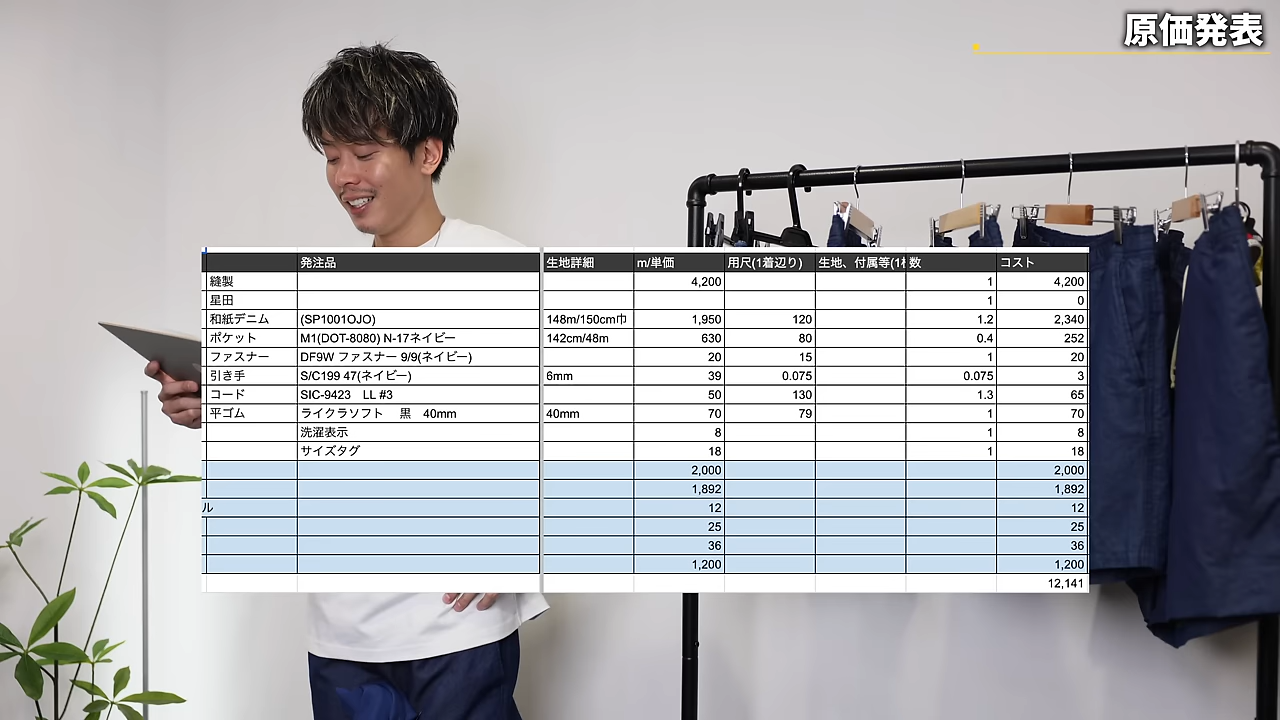 原価発表
発注品 生地詳細 m/単価 用尺(1着辺り) 生地、付属等(1 数 コスト
縫製 4,200 1 4,200
星田 1 0
和紙デニム (SP1001OJO) 148m/150cm巾 1,950 120 1.2 2,340
ポケット M1(DOT-8080) N-17ネイビー 142cm/48m 630 80 0.4 252
ファスナー DF9W ファスナー 9/9(ネイビー) 20 15 1 20
引き手 S/C199 47(ネイビー) 6mm 39 0.075 0.075 3
コード SIC-9423 LL #3 50 130 1.3 65
平ゴム ライクラソフト 黒 40mm 40mm 70 79 1 70
洗濯表示 8 1 8
サイズタグ 18 1 18
2,000 2,000
1,892 1,892
ル 12 12
25 25
36 36
1,200 1,200
12,141